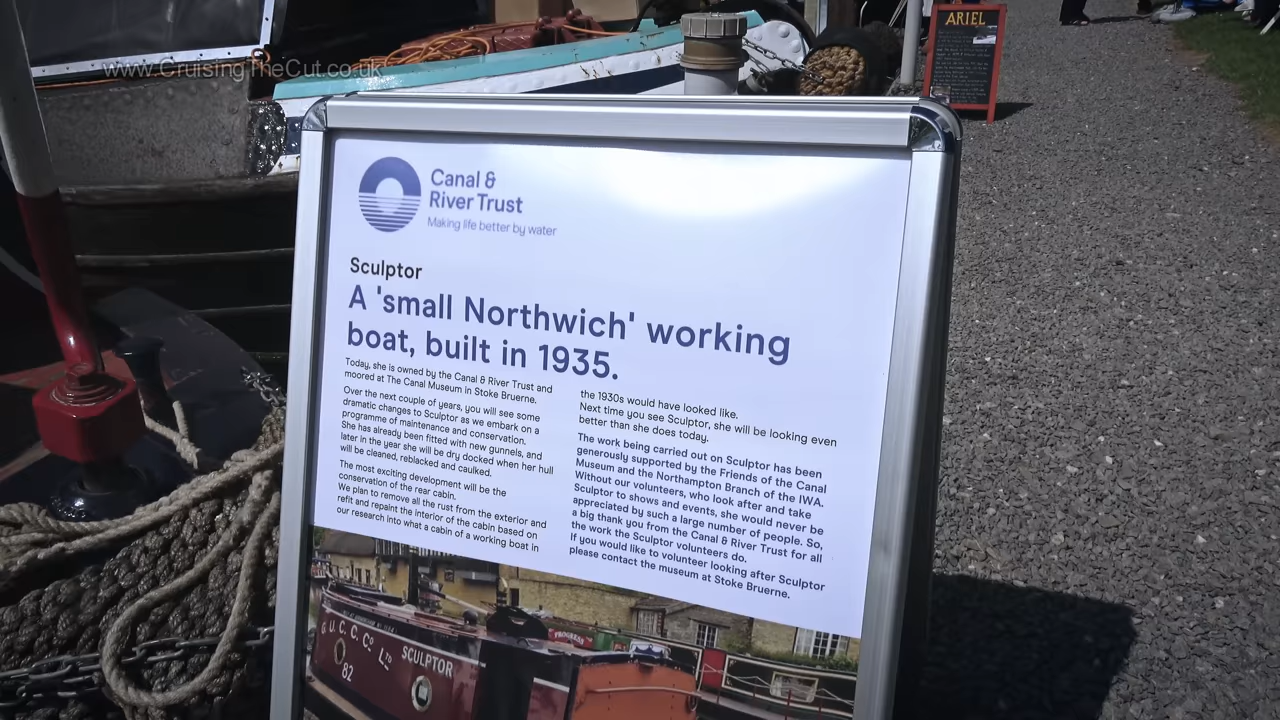 www.CruisingTheCut.co.uk
ARIEL
Canal &
River Trust
Making life better by water
Sculptor
A 'small Northwich' working
boat, built in 1935.
Today, she is owned by the Canal & River Trust and
moored at The Canal Museum in Stoke Bruerne.
Over the next couple of years, you will see some
dramatic changes to Sculptor as we embark on a
programme of maintenance and conservation.
She has already been fitted with new gunnels, and
later in the year she will be dry docked when her hull
will be cleaned, reblacked and caulked.
The most exciting development will be the
conservation of the rear cabin.
We plan to remove all the rust from the exterior and
refit and repaint the interior of the cabin based on
our research into what a cabin of a working boat in
the 1930s would have looked like.
Next time you see Sculptor, she will be looking even
better than she does today.
The work being carried out on Sculptor has been
generously supported by the Friends of the Canal
Museum and the Northampton Branch of the IWA.
Without our volunteers, who look after and take
Sculptor to shows and events, she would never be
appreciated by such a large number of people. So,
a big thank you from the Canal & River Trust for all
the work the Sculptor volunteers do.
If you would like to volunteer looking after Sculptor
please contact the museum at Stoke Bruerne.
G.U.C.C.Co Ltd
SCULPTOR
82
PROGRESS